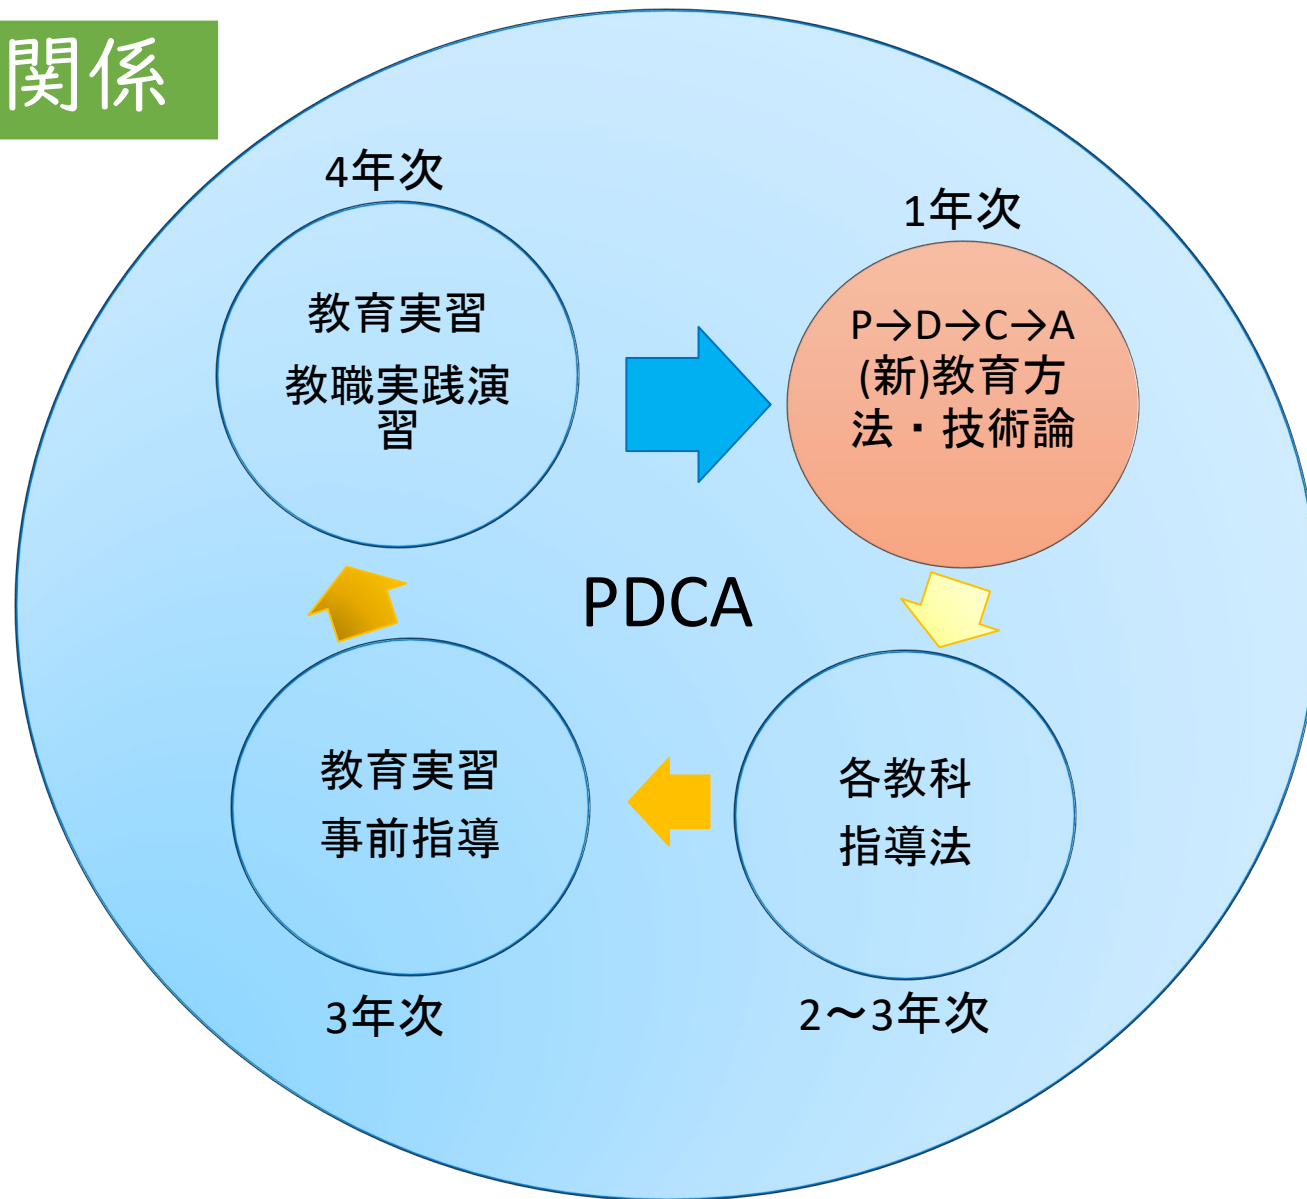 関係
4年次
教育実習
教職実践演
習
1年次
P→D→C→A
(新)教育方
法・技術論
PDCA
教育実習
事前指導
3年次
各教科
指導法
2～3年次